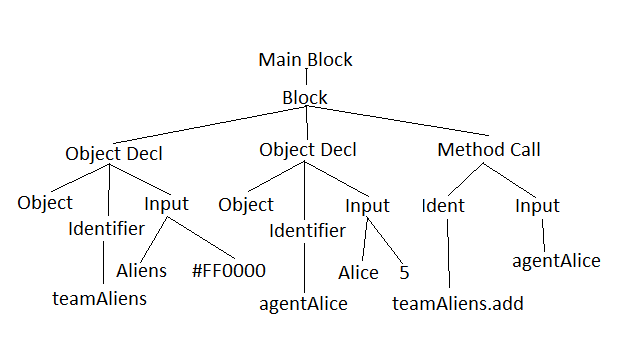 Main Block
Block
Object Decl Object Decl Method Call
Object Identifier Input Object Identifier Input Ident Input
Aliens #FF0000 Alice 5 agentAlice
teamAliens agentAlice teamAliens.add